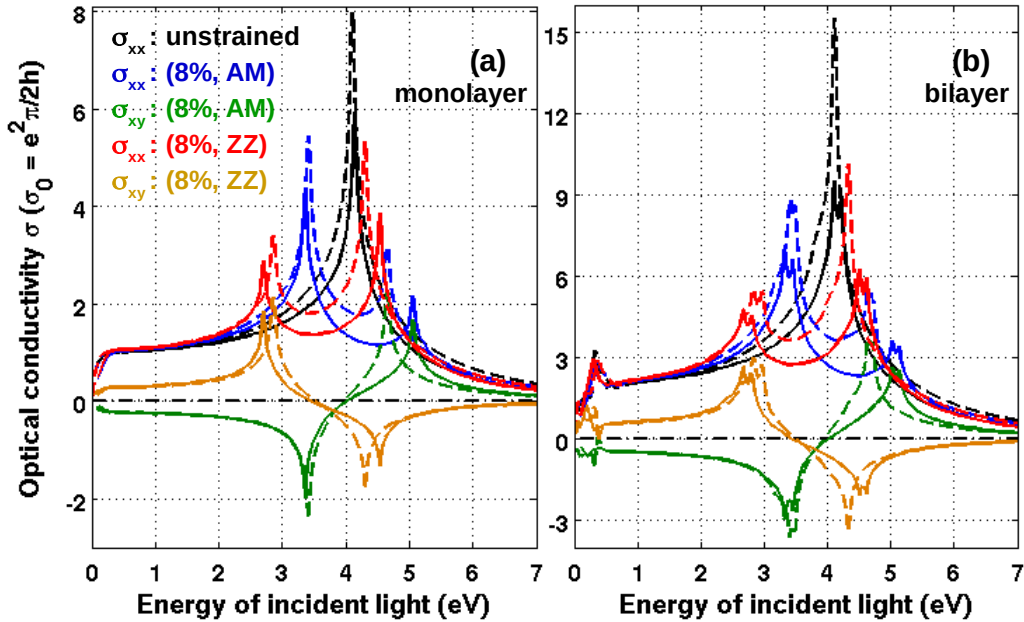 Optical conductivity σ (σ0 = e2π/2h)
8
6
4
2
0
-2
σxx: unstrained
σxx: (8%, AM)
σxy: (8%, AM)
σxx: (8%, ZZ)
σxy: (8%, ZZ)
(a)
monolayer
0 1 2 3 4 5 6 7
Energy of incident light (eV)
15
12
9
6
3
0
-3
(b)
bilayer
0 1 2 3 4 5 6 7
Energy of incident light (eV)